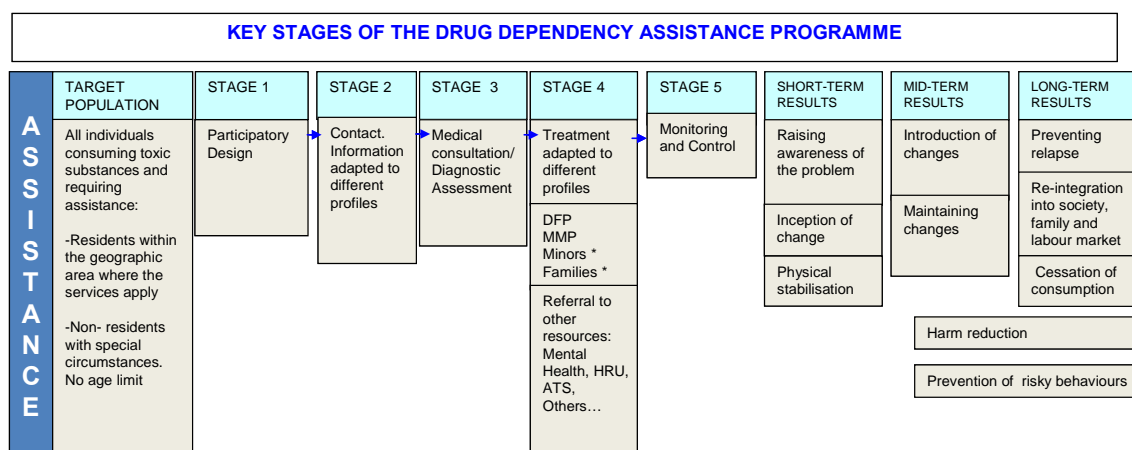 KEY STAGES OF THE DRUG DEPENDENCY ASSISTANCE PROGRAMME
ASSISTANCE
TARGET
POPULATION
All individuals
consuming toxic
substances and
requiring
assistance:
-Residents within
the geographic
area where the
services apply
-Non- residents
with special
circumstances.
No age limit
STAGE 1
Participatory
Design
STAGE 2
Contact.
Information
adapted to
different
profiles
STAGE 3
Medical
consultation/
Diagnostic
Assessment
STAGE 4
Treatment
adapted to
different
profiles
DFP
MMP
Minors *
Families *
Referral to
other
resources:
Mental
Health, HRU,
ATS,
Others…
STAGE 5
Monitoring
and Control
SHORT-TERM
RESULTS
Raising
awareness of
the problem
Inception of
change
Physical
stabilisation
MID-TERM
RESULTS
Introduction of
changes
Maintaining
changes
LONG-TERM
RESULTS
Preventing
relapse
Re-integration
into society,
family and
labour market
Cessation of
consumption
Harm reduction
Prevention of risky behaviours